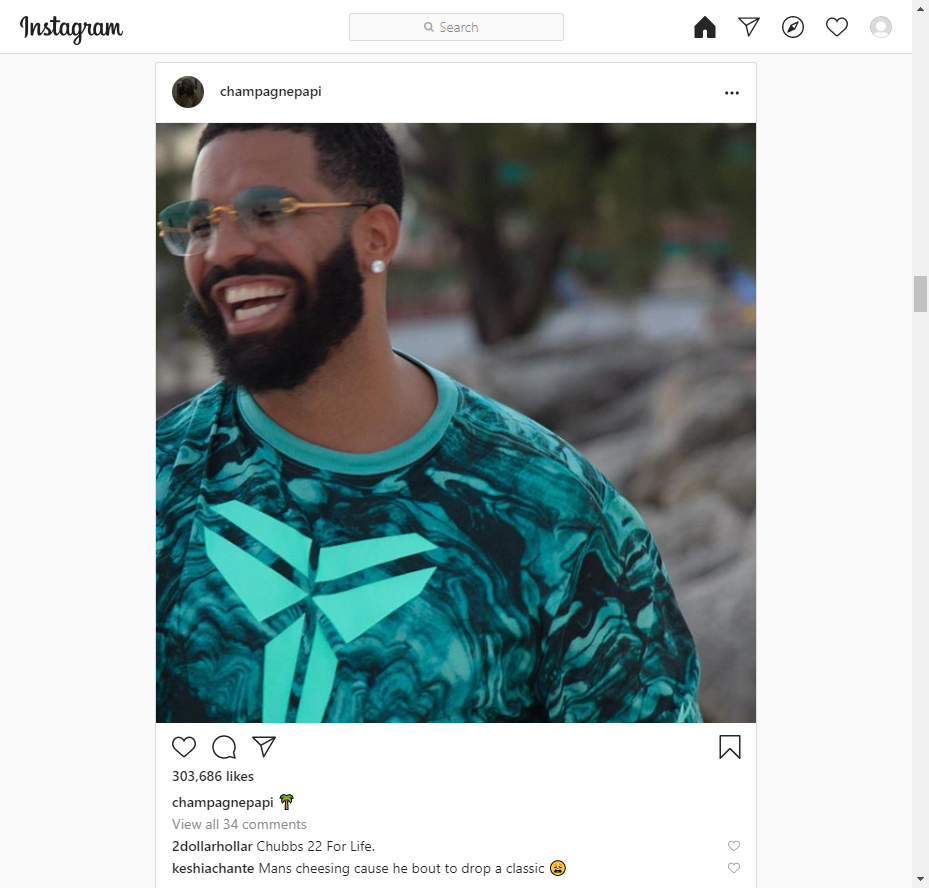 Instagram
Search
champagnepapi
303,686 likes
champagnepapi 🌴
View all 34 comments
2dollarhollar Chubbs 22 For Life.
keshiachante Mans cheesing cause he bout to drop a classic 😩